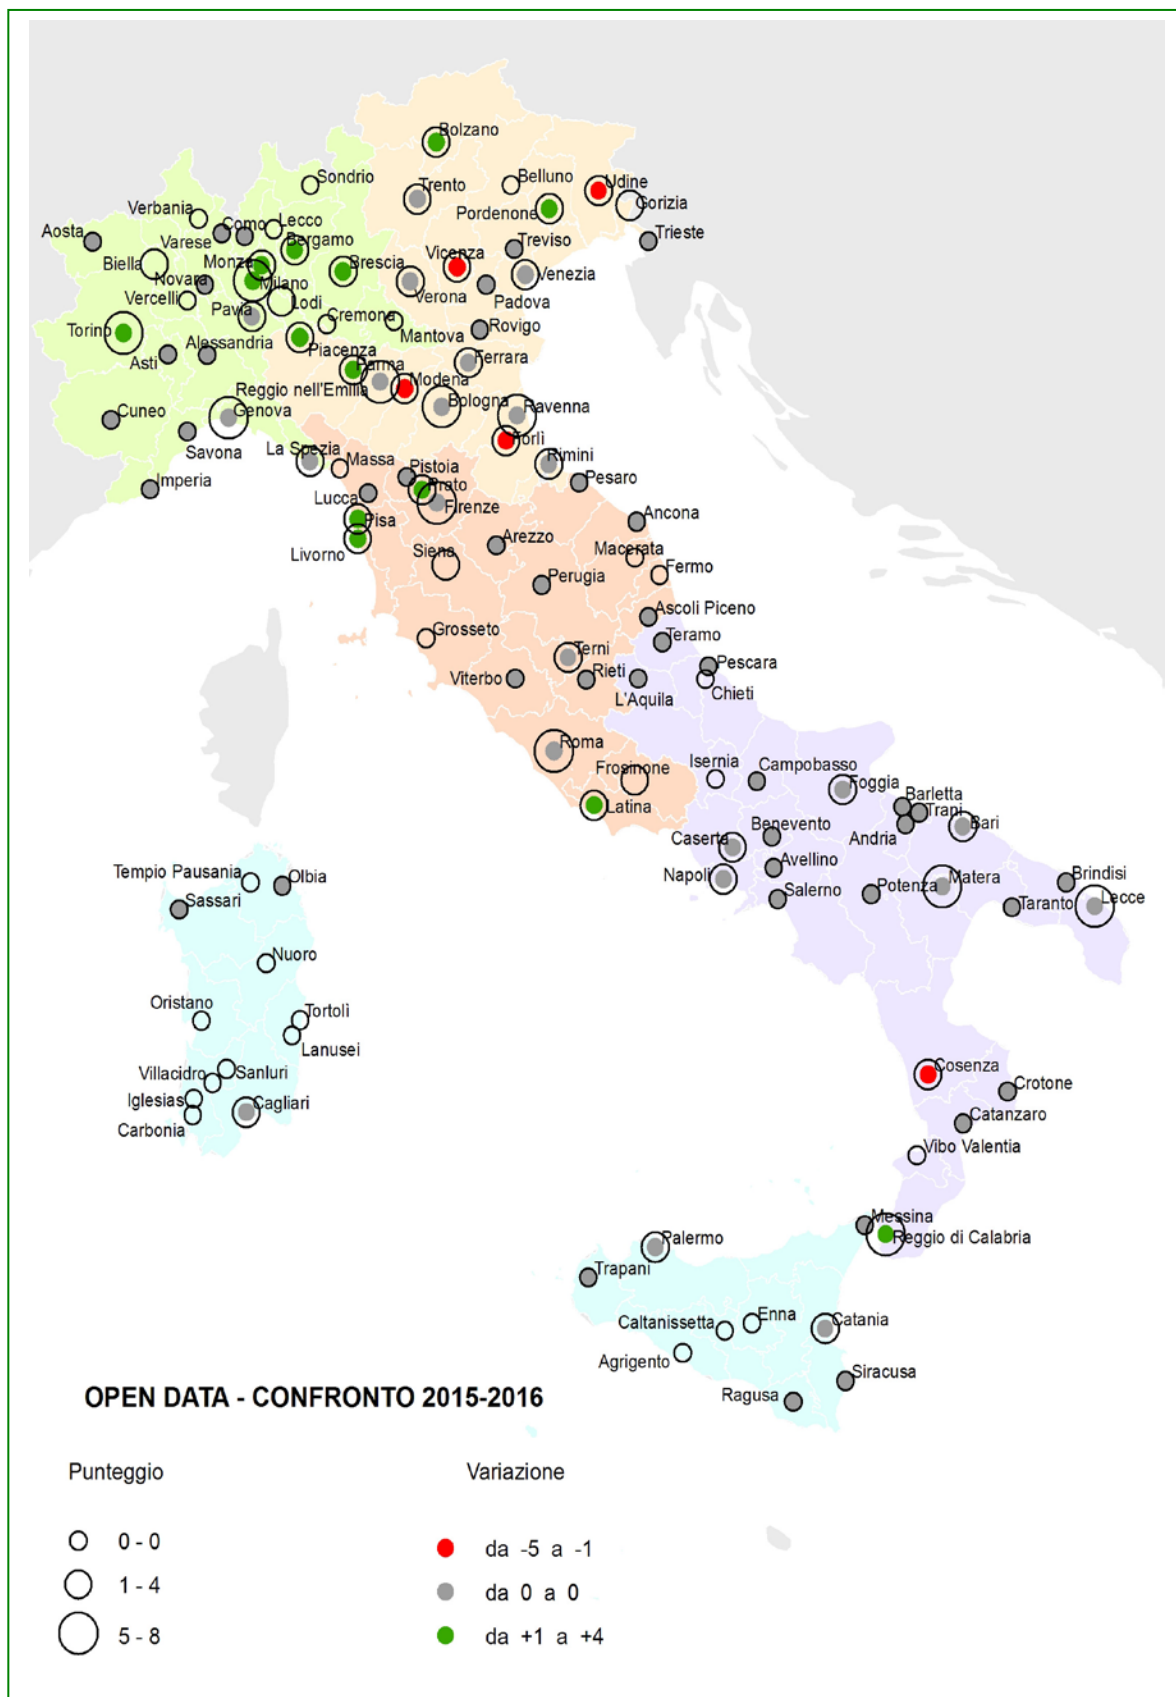 Bolzano
Sondrio
Belluno
Udine
Trento
Verbania
Pordenone
Gorizia
Lecco
Aosta
Como
Varese
Bergamo
Treviso
Trieste
Biella
Monza
Brescia
Vicenza
Venezia
Novara
Milano
Verona
Padova
Vercelli
Lodi
Pavia
Cremona
Torino
Mantova
Rovigo
Alessandria
Piacenza
Asti
Parma
Ferrara
Modena
Reggio nell'Emilia
Bologna
Ravenna
Cuneo
Genova
Savona
Forlì
La Spezia
Massa
Rimini
Imperia
Pistoia
Pesaro
Prato
Lucca
Firenze
Pisa
Ancona
Livorno
Siena
Arezzo
Macerata
Perugia
Fermo
Grosseto
Ascoli Piceno
Terni
Teramo
Viterbo
Rieti
Pescara
L'Aquila
Chieti
Roma
Isernia
Campobasso
Frosinone
Foggia
Latina
Barletta
Trani
Benevento
Andria
Bari
Caserta
Tempio Pausania
Olbia
Napoli
Avellino
Matera
Brindisi
Sassari
Salerno
Potenza
Taranto
Lecce
Nuoro
Oristano
Tortolì
Lanusei
Villacidro
Sanluri
Cosenza
Iglesias
Cagliari
Crotone
Carbonia
Catanzaro
Vibo Valentia
Messina
Palermo
Reggio di Calabria
Trapani
Caltanissetta
Enna
Catania
Agrigento
Siracusa
Ragusa
OPEN DATA - CONFRONTO 2015-2016
Punteggio
Variazione
0 - 0
da -5 a -1
1 - 4
da 0 a 0
5 - 8
da +1 a +4